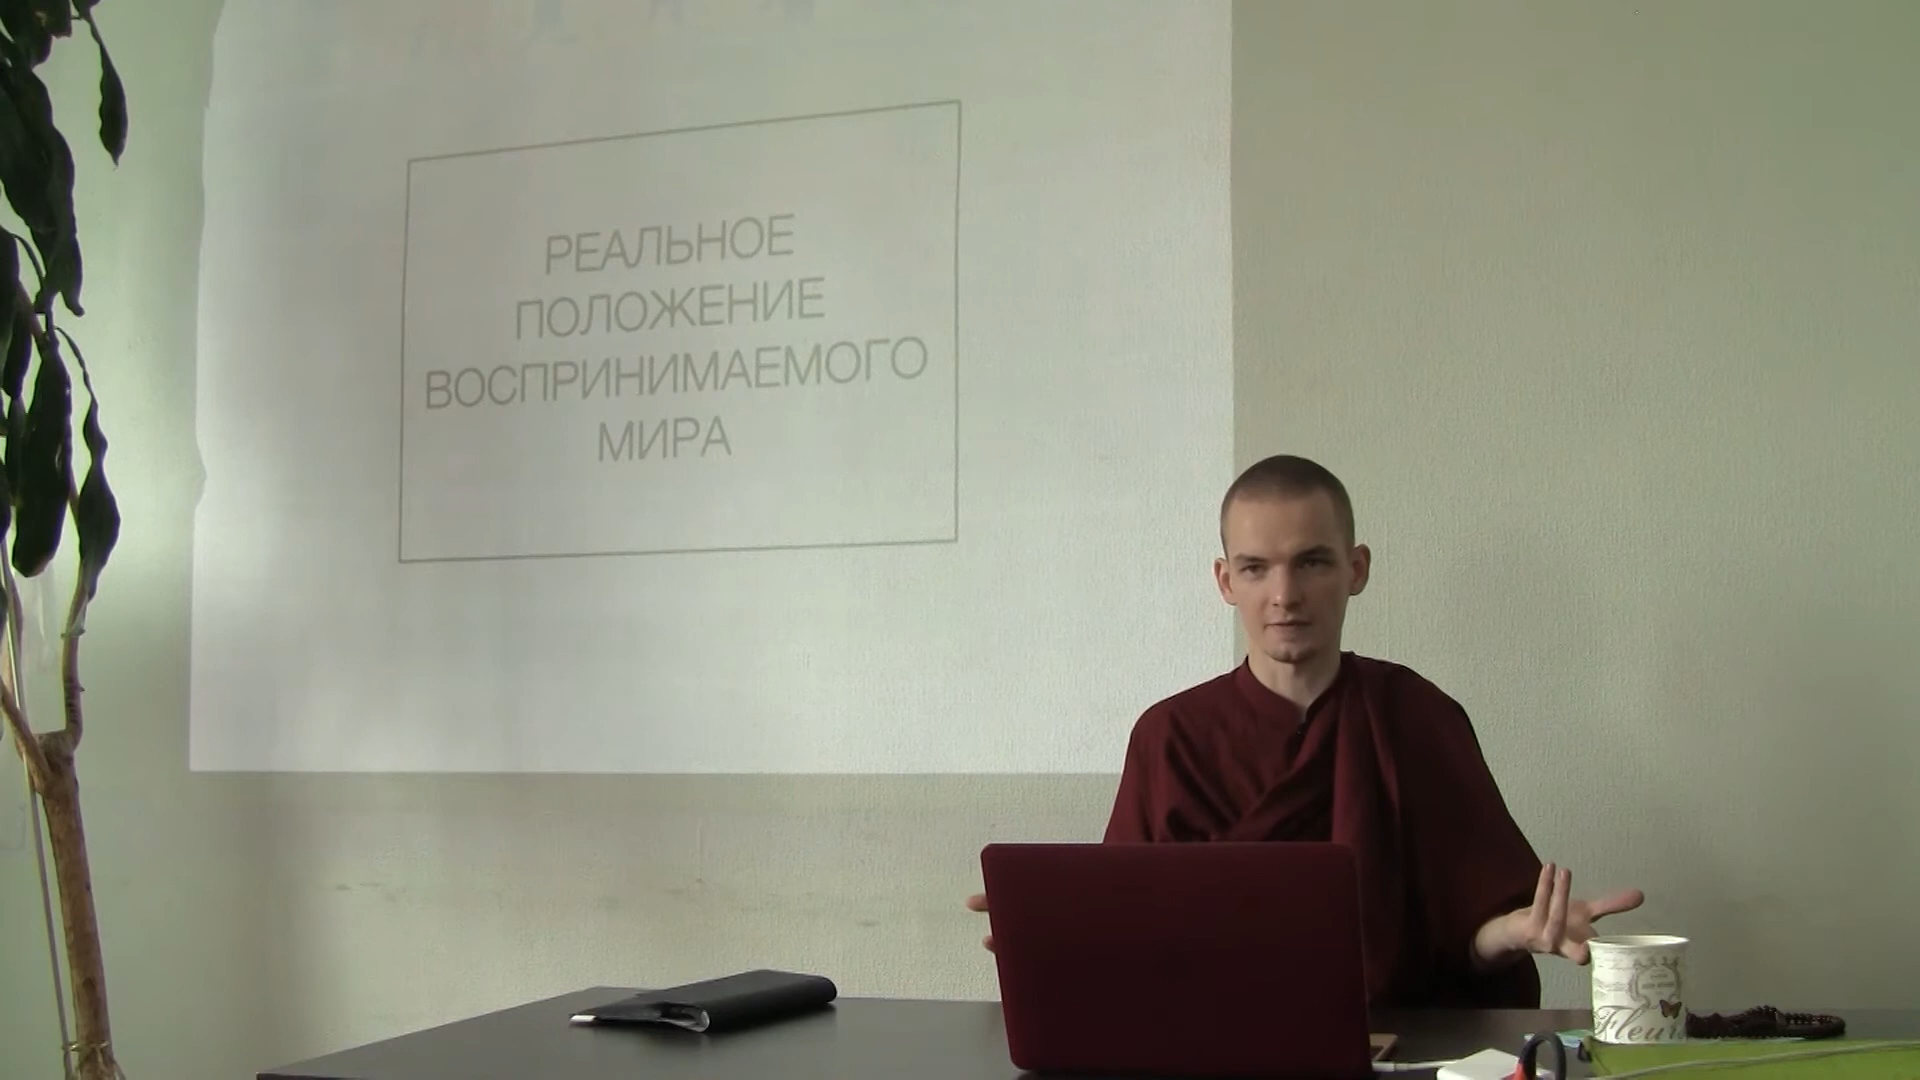 РЕАЛЬНОЕ
ПОЛОЖЕНИЕ
ВОСПРИНИМАЕМОГО
МИРА
Fleurs